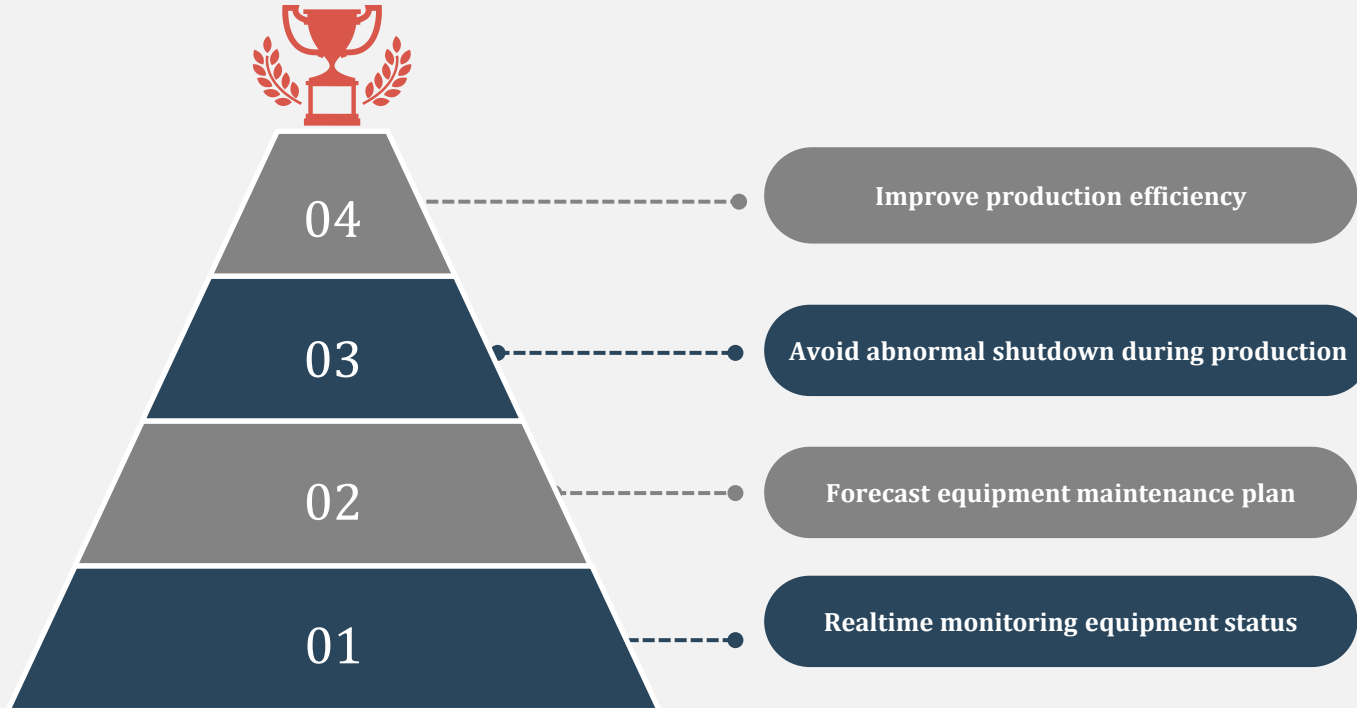 04
Improve production efficiency
03
Avoid abnormal shutdown during production
02
Forecast equipment maintenance plan
Realtime monitoring equipment status
01